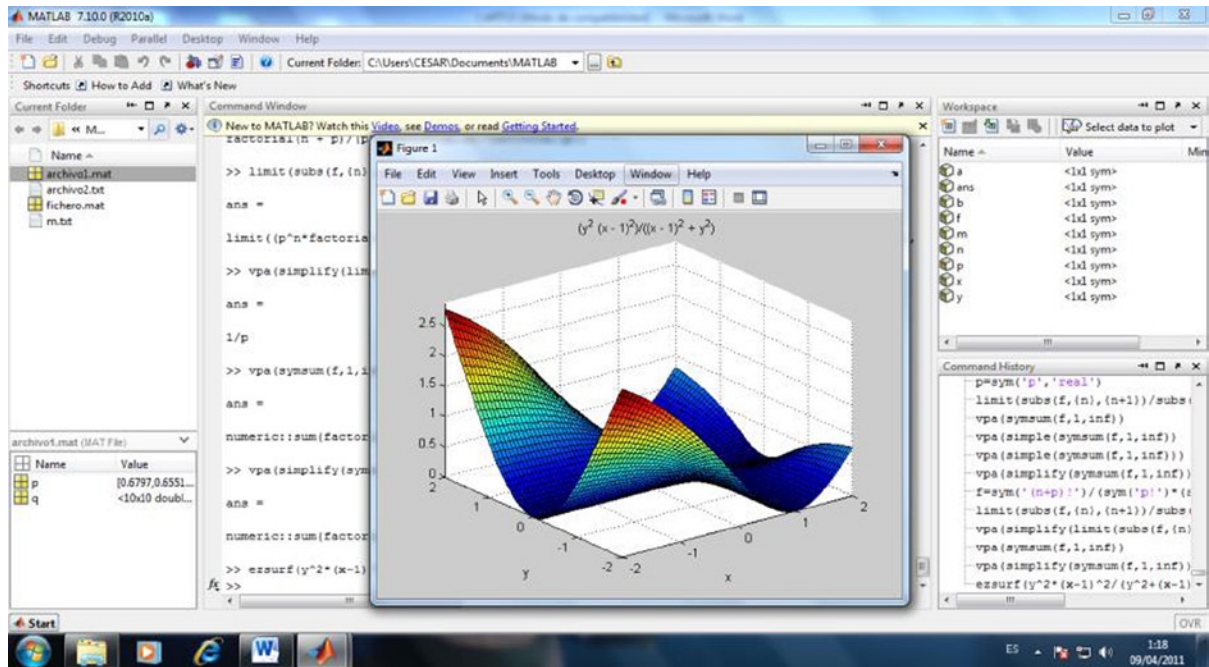 MATLAB 7.10.0 (R2010a)
File Edit Debug Parallel Desktop Window Help
Current Folder: C:\Users\CESAR\Documents\MATLAB
Shortcuts How to Add What's New
Current Folder
« M...
Name
archivo1.mat
archivo2.txt
fichero.mat
m.txt
archivo1.mat (MAT File)
Name Value
p [0.6797,0.6551...
q <10x10 doubl...
Command Window
New to MATLAB? Watch this Video, see Demos, or read Getting Started.
factorial(n + p)/(p
>> limit(subs(f,{n}
ans =
limit((p^n*factoria
>> vpa(simplify(lim
ans =
1/p
>> vpa(symsum(f,1,i
ans =
numeric::sum(factor
>> vpa(simplify(sym
ans =
numeric::sum(factor
>> ezsurf(y^2*(x-1)
fx >>
Figure 1
File Edit View Insert Tools Desktop Window Help
(y² (x - 1)²)/((x - 1)² + y²)
2.5
2
1.5
1
0.5
0
2
1
0
-1
-2
y
-2
-1
0
1
2
x
Workspace
Select data to plot
Name Value Min
a <1x1 sym>
ans <1x1 sym>
b <1x1 sym>
f <1x1 sym>
m <1x1 sym>
n <1x1 sym>
p <1x1 sym>
x <1x1 sym>
y <1x1 sym>
Command History
p=sym('p','real')
limit(subs(f,{n},{n+1})/subs(
vpa(symsum(f,1,inf))
vpa(simple(symsum(f,1,inf))
vpa(simple(symsum(f,1,inf)))
vpa(simplify(symsum(f,1,inf))
f=sym('(n+p)!')/(sym('p!')*(s
limit(subs(f,{n},{n+1})/subs(
vpa(simplify(limit(subs(f,{n)
vpa(symsum(f,1,inf))
vpa(simplify(symsum(f,1,inf))
ezsurf(y^2*(x-1)^2/(y^2+(x-1)
Start
OVR
ES
1:18
09/04/2011